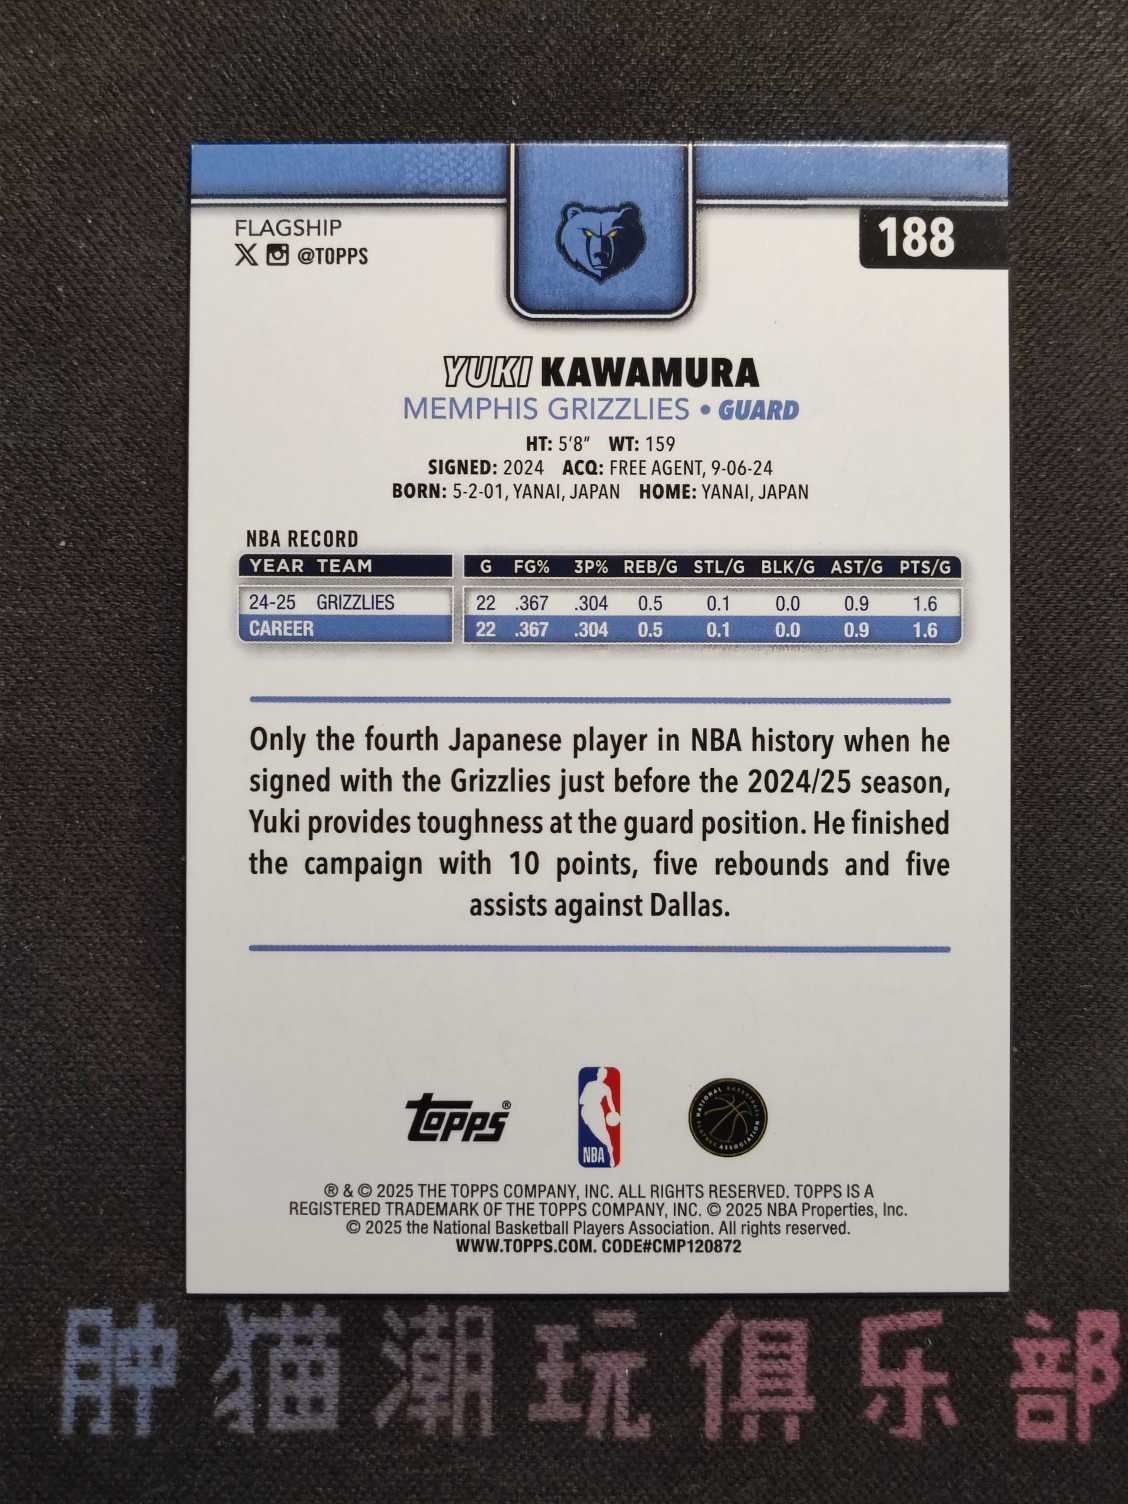 FLAGSHIP
@TOPPS
188
YUKI KAWAMURA
MEMPHIS GRIZZLIES • GUARD
HT: 5'8" WT: 159
SIGNED: 2024 ACQ: FREE AGENT, 9-06-24
BORN: 5-2-01, YANAI, JAPAN HOME: YANAI, JAPAN
NBA RECORD
YEAR TEAM G FG% 3P% REB/G STL/G BLK/G AST/G PTS/G
24-25 GRIZZLIES 22 .367 .304 0.5 0.1 0.0 0.9 1.6
CAREER 22 .367 .304 0.5 0.1 0.0 0.9 1.6
Only the fourth Japanese player in NBA history when he
signed with the Grizzlies just before the 2024/25 season,
Yuki provides toughness at the guard position. He finished
the campaign with 10 points, five rebounds and five
assists against Dallas.
TOPPS®
NBA
NATIONAL BASKETBALL PLAYERS ASSOCIATION
® & © 2025 THE TOPPS COMPANY, INC. ALL RIGHTS RESERVED. TOPPS IS A
REGISTERED TRADEMARK OF THE TOPPS COMPANY, INC. © 2025 NBA Properties, Inc.
© 2025 the National Basketball Players Association. All rights reserved.
WWW.TOPPS.COM. CODE#CMP120872
肿猫潮玩俱乐部